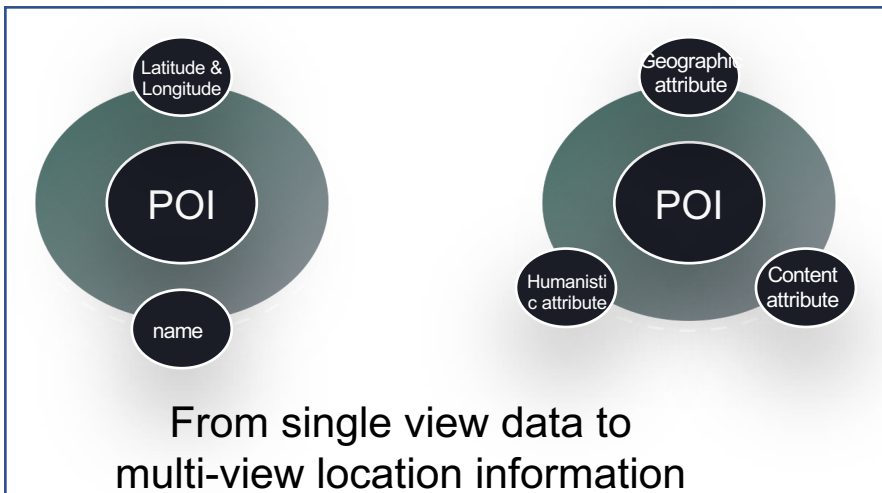 Latitude &
Longitude
POI
name
Geographic
attribute
POI
Humanisti
c attribute
Content
attribute
From single view data to
multi-view location information